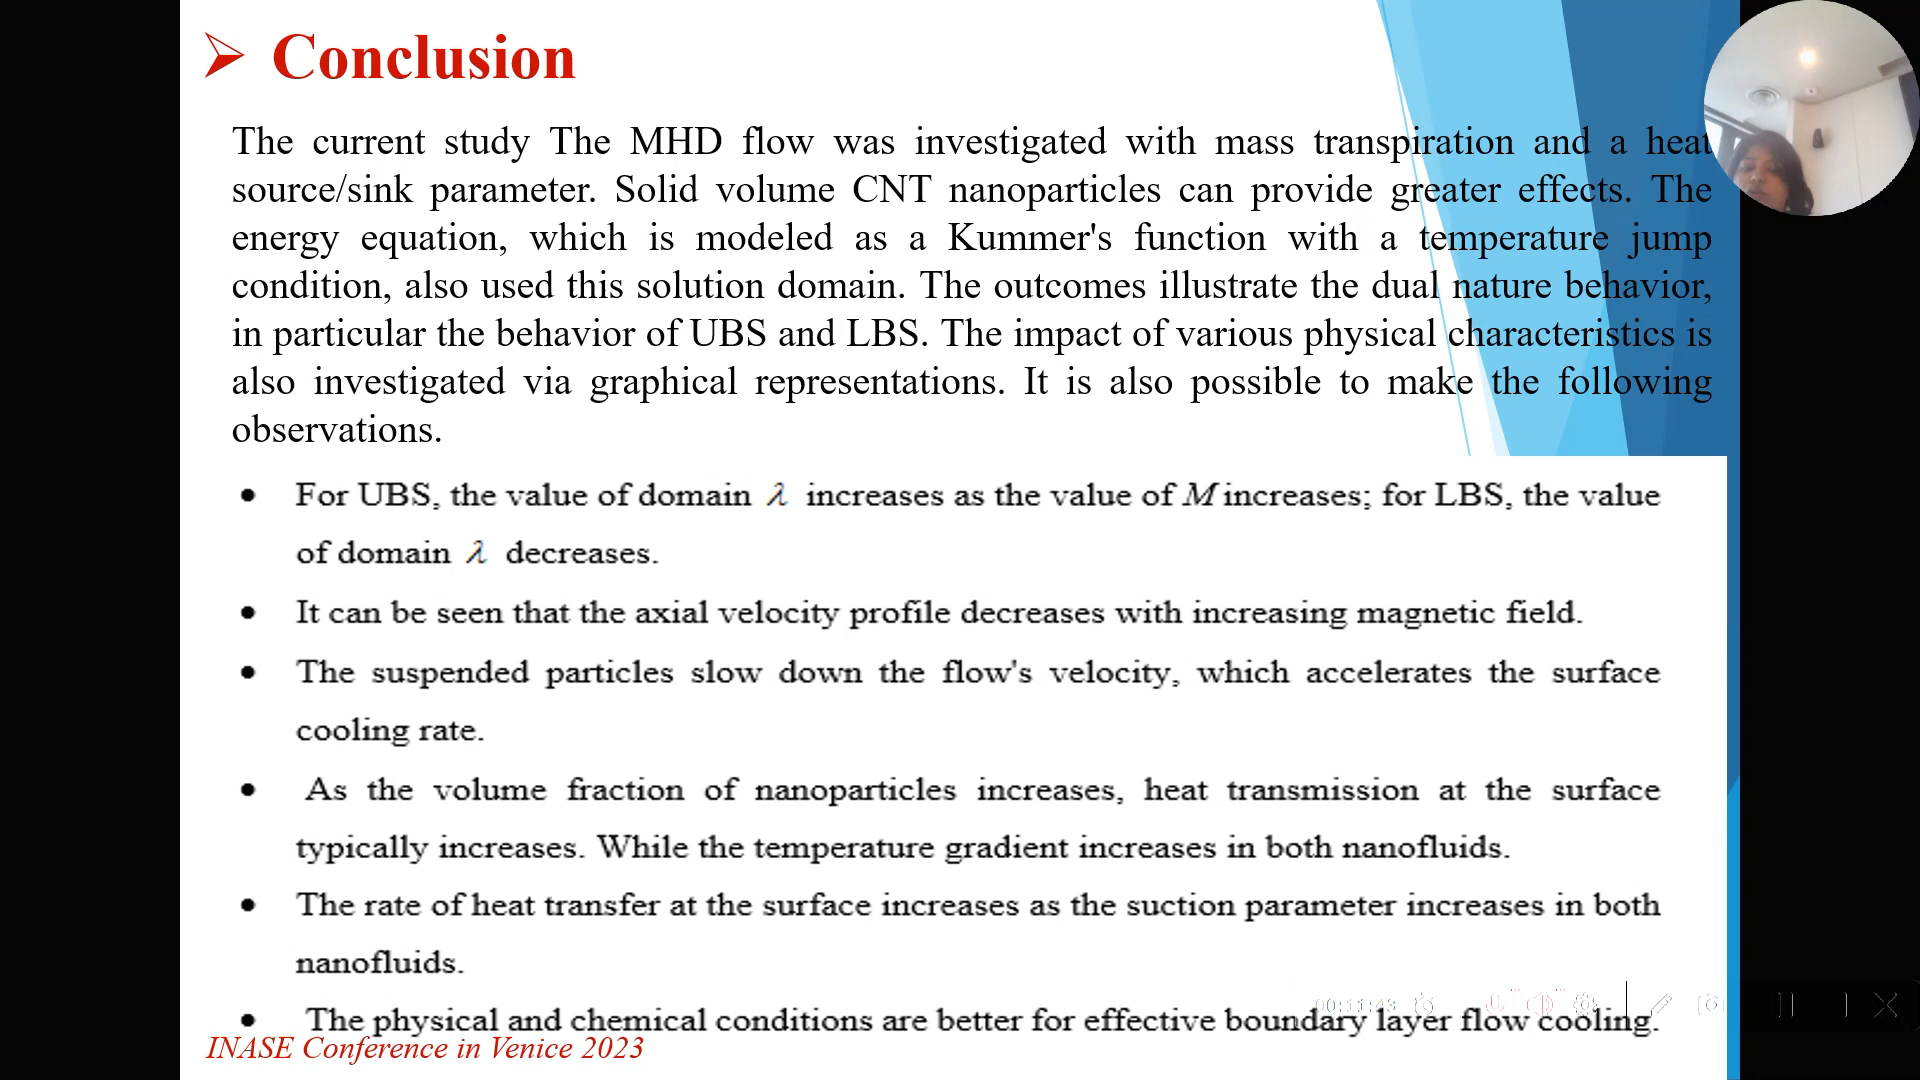 Conclusion
The current study The MHD flow was investigated with mass transpiration and a heat
source/sink parameter. Solid volume CNT nanoparticles can provide greater effects. The
energy equation, which is modeled as a Kummer's function with a temperature jump
condition, also used this solution domain. The outcomes illustrate the dual nature behavior,
in particular the behavior of UBS and LBS. The impact of various physical characteristics is
also investigated via graphical representations. It is also possible to make the following
observations.
• For UBS, the value of domain λ increases as the value of M increases; for LBS, the value
of domain λ decreases.
• It can be seen that the axial velocity profile decreases with increasing magnetic field.
• The suspended particles slow down the flow's velocity, which accelerates the surface
cooling rate.
• As the volume fraction of nanoparticles increases, heat transmission at the surface
typically increases. While the temperature gradient increases in both nanofluids.
• The rate of heat transfer at the surface increases as the suction parameter increases in both
nanofluids.
00:11:43
• The physical and chemical conditions are better for effective boundary layer flow cooling.
INASE Conference in Venice 2023